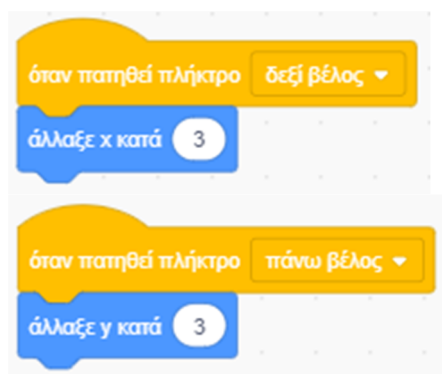 όταν πατηθεί πλήκτρο δεξί βέλος
άλλαξε x κατά 3
όταν πατηθεί πλήκτρο πάνω βέλος
άλλαξε y κατά 3